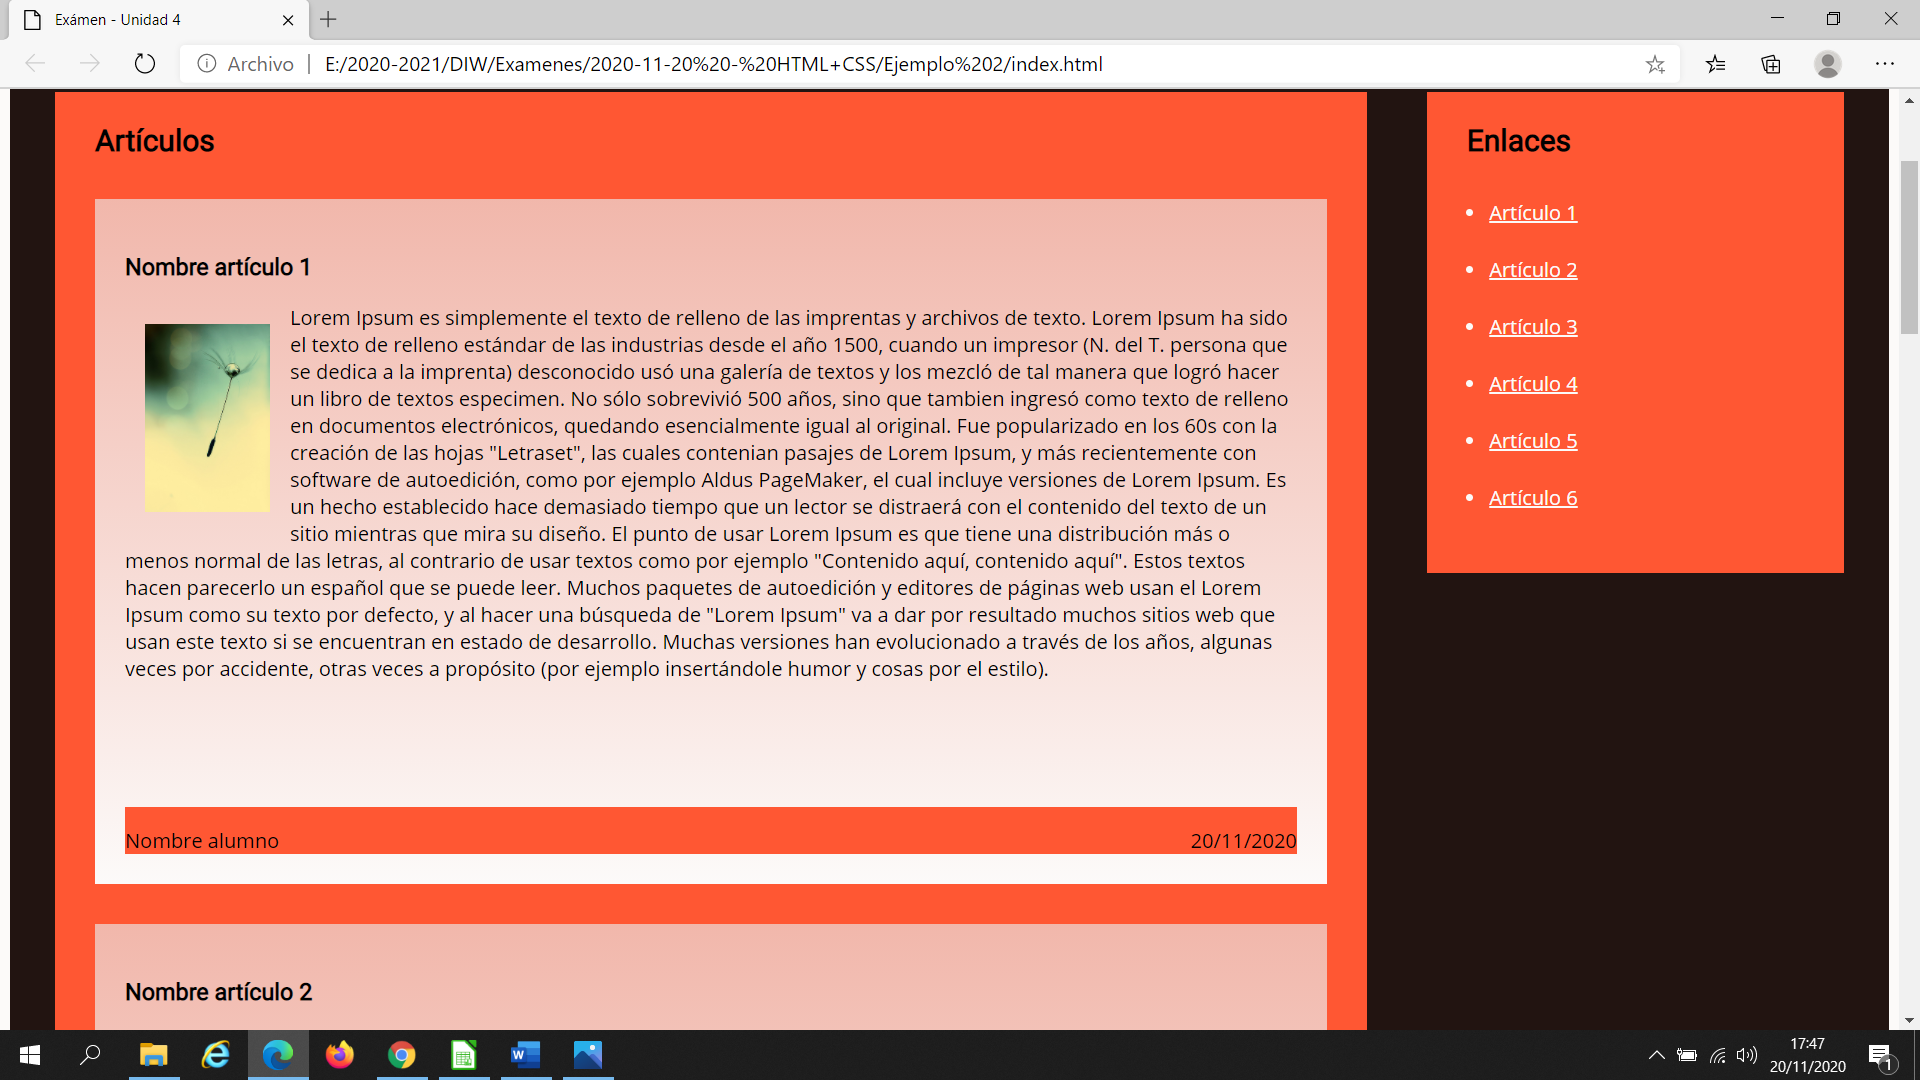 Exámen - Unidad 4
Archivo | E:/2020-2021/DIW/Examenes/2020-11-20%20-%20HTML+CSS/Ejemplo%202/index.html
Artículos
Nombre artículo 1
Lorem Ipsum es simplemente el texto de relleno de las imprentas y archivos de texto. Lorem Ipsum ha sido
el texto de relleno estándar de las industrias desde el año 1500, cuando un impresor (N. del T. persona que
se dedica a la imprenta) desconocido usó una galería de textos y los mezcló de tal manera que logró hacer
un libro de textos especimen. No sólo sobrevivió 500 años, sino que tambien ingresó como texto de relleno
en documentos electrónicos, quedando esencialmente igual al original. Fue popularizado en los 60s con la
creación de las hojas "Letraset", las cuales contenian pasajes de Lorem Ipsum, y más recientemente con
software de autoedición, como por ejemplo Aldus PageMaker, el cual incluye versiones de Lorem Ipsum. Es
un hecho establecido hace demasiado tiempo que un lector se distraerá con el contenido del texto de un
sitio mientras que mira su diseño. El punto de usar Lorem Ipsum es que tiene una distribución más o
menos normal de las letras, al contrario de usar textos como por ejemplo "Contenido aquí, contenido aquí". Estos textos
hacen parecerlo un español que se puede leer. Muchos paquetes de autoedición y editores de páginas web usan el Lorem
Ipsum como su texto por defecto, y al hacer una búsqueda de "Lorem Ipsum" va a dar por resultado muchos sitios web que
usan este texto si se encuentran en estado de desarrollo. Muchas versiones han evolucionado a través de los años, algunas
veces por accidente, otras veces a propósito (por ejemplo insertándole humor y cosas por el estilo).
Nombre alumno 20/11/2020
Nombre artículo 2
Enlaces
Artículo 1
Artículo 2
Artículo 3
Artículo 4
Artículo 5
Artículo 6
17:47
20/11/2020
1